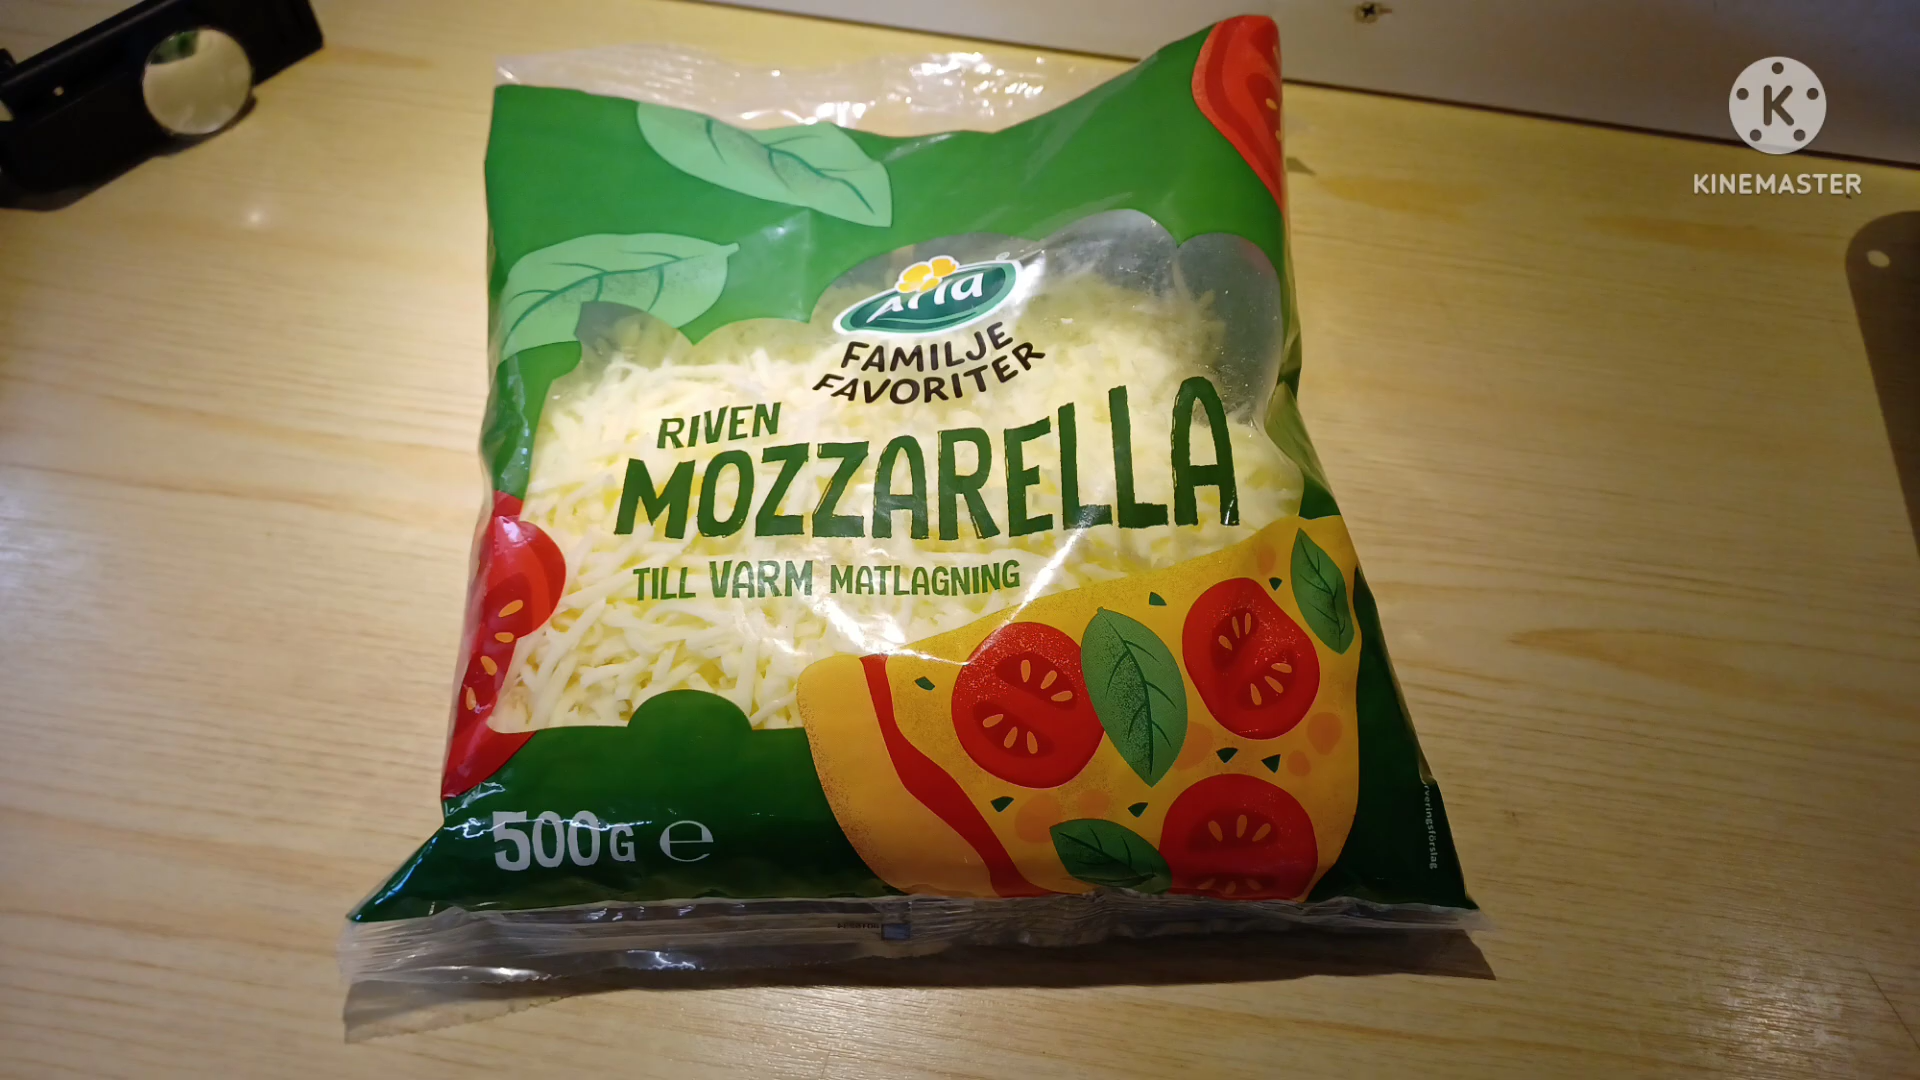 K
KINEMASTER
Arla®
FAMILJE
FAVORITER
RIVEN
MOZZARELLA
TILL VARM MATLAGNING
500G e